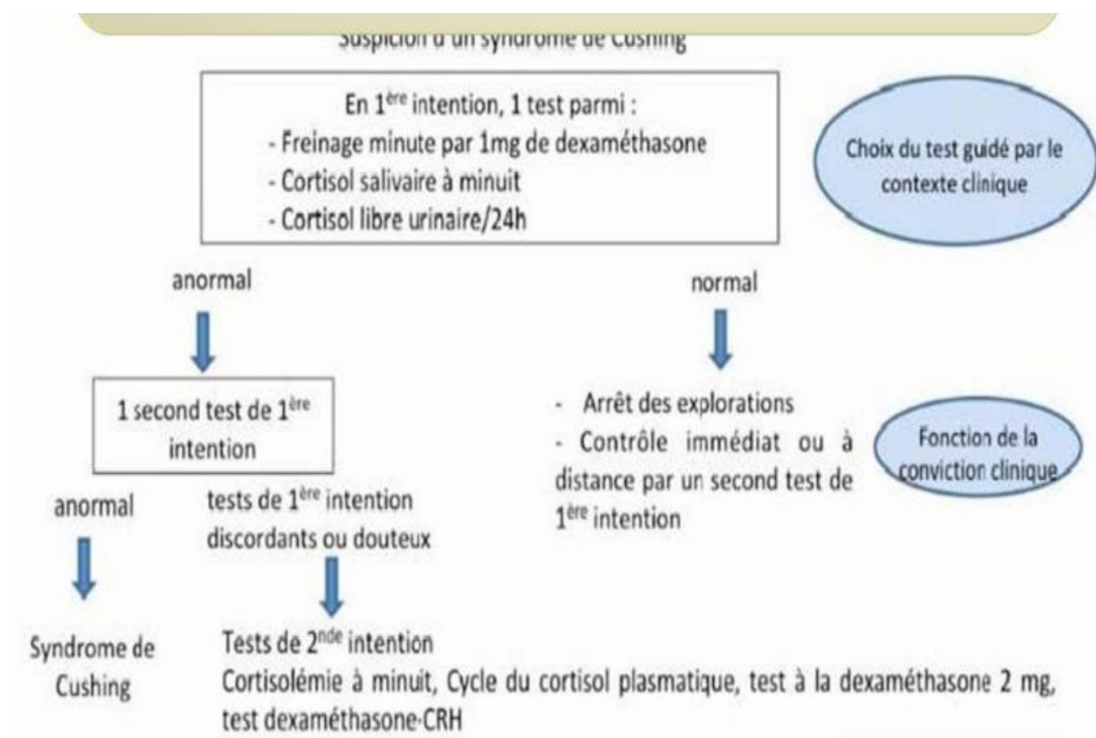 Suspicion d'un syndrome de Cushing
En 1ère intention, 1 test parmi :
- Freinage minute par 1mg de dexaméthasone
- Cortisol salivaire à minuit
- Cortisol libre urinaire/24h
Choix du test guidé par le
contexte clinique
anormal
normal
1 second test de 1ère
intention
- Arrêt des explorations
- Contrôle immédiat ou à
distance par un second test de
1ère intention
Fonction de la
conviction clinique
anormal
tests de 1ère intention
discordants ou douteux
Syndrome de
Cushing
Tests de 2nde intention
Cortisolémie à minuit, Cycle du cortisol plasmatique, test à la dexaméthasone 2 mg,
test dexaméthasone-CRH